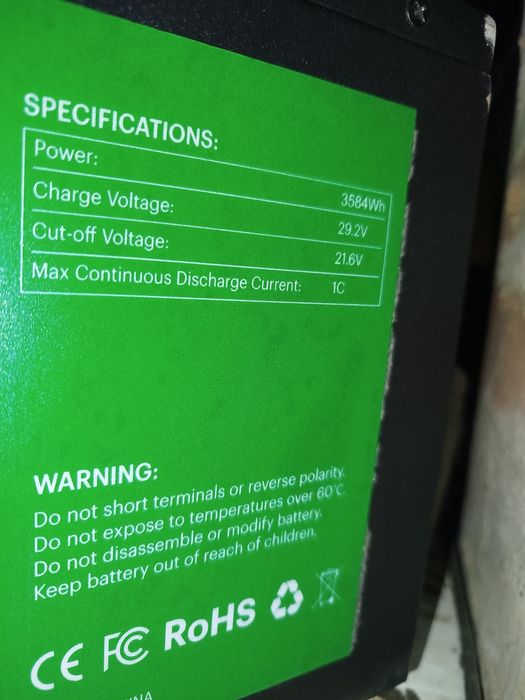 SPECIFICATIONS:
Power: 3584Wh
Charge Voltage: 29.2V
Cut-off Voltage: 21.6V
Max Continuous Discharge Current: 1C
WARNING:
Do not short terminals or reverse polarity.
Do not expose to temperatures over 60°C.
Do not disassemble or modify battery.
Keep battery out of reach of children.
CE FC RoHS